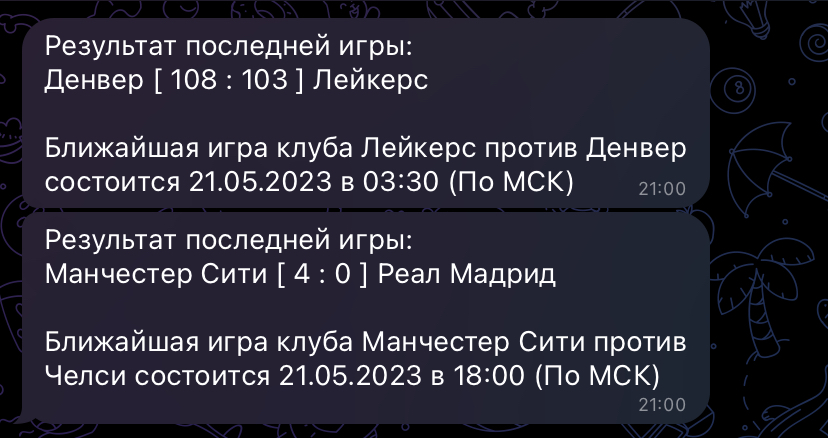 Результат последней игры:
Денвер [ 108 : 103 ] Лейкерс
Ближайшая игра клуба Лейкерс против Денвер
состоится 21.05.2023 в 03:30 (По МСК)
21:00
Результат последней игры:
Манчестер Сити [ 4 : 0 ] Реал Мадрид
Ближайшая игра клуба Манчестер Сити против
Челси состоится 21.05.2023 в 18:00 (По МСК)
21:00